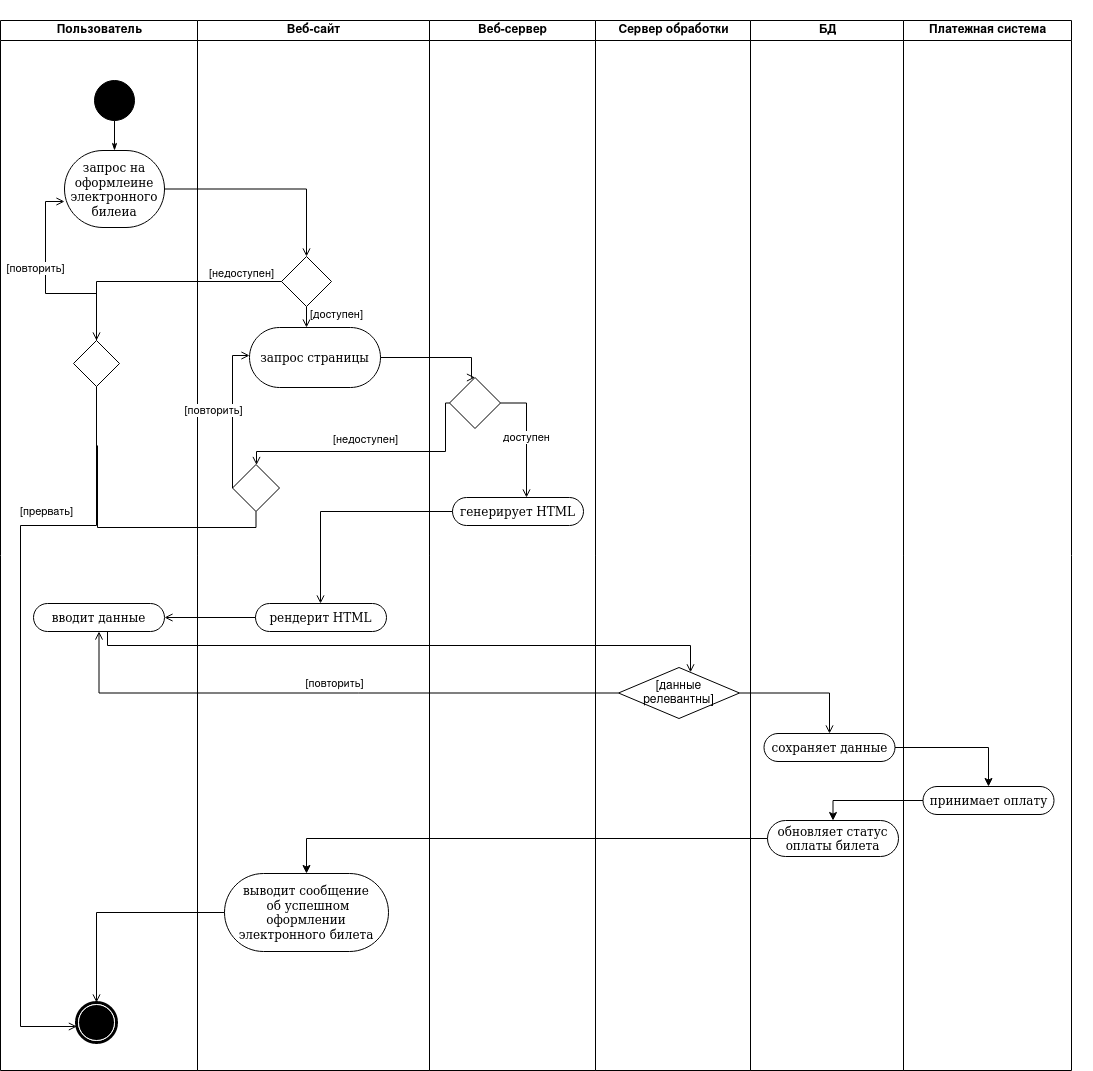 Пользователь
Веб-сайт
Веб-сервер
Сервер обработки
БД
Платежная система
запрос на
оформлеине
электронного
билеиа
[повторить]
[недоступен]
[доступен]
запрос страницы
[повторить]
[недоступен]
доступен
[прервать]
генерирует HTML
вводит данные
рендерит HTML
[повторить]
[данные
релевантны]
сохраняет данные
принимает оплату
обновляет статус
оплаты билета
выводит сообщение
об успешном
оформлении
электронного билета